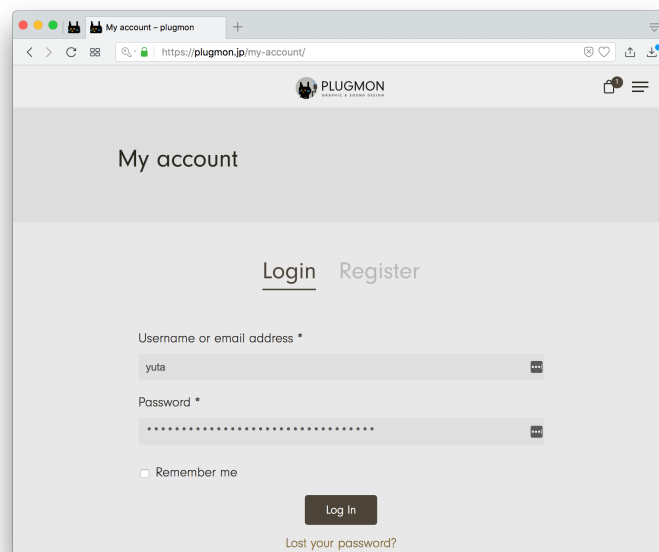 My account – plugmon
https://plugmon.jp/my-account/
PLUGMON
GRAPHIC & SOUND DESIGN
1
My account
Login
Register
Username or email address *
yuta
Password *
Remember me
Log In
Lost your password?